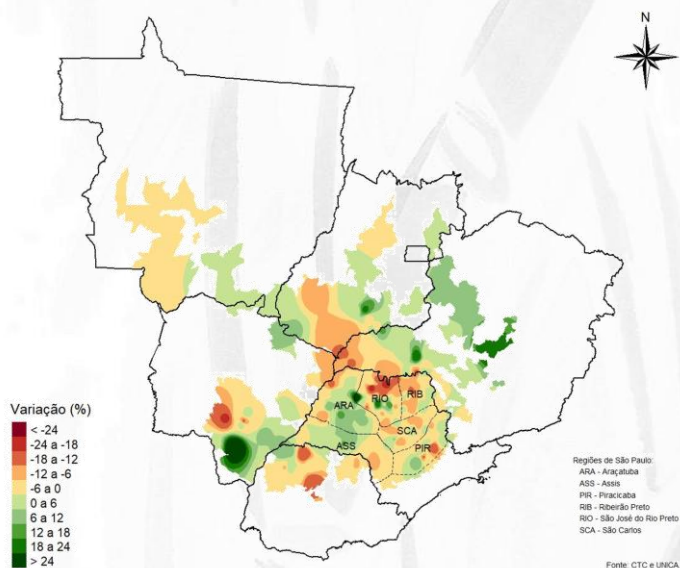 N
ARA
RIO
RIB
SCA
ASS
PIR
Variação (%)
< -24
-24 a -18
-18 a -12
-12 a -6
-6 a 0
0 a 6
6 a 12
12 a 18
18 a 24
> 24
Regiões de São Paulo:
ARA - Araçatuba
ASS - Assis
PIR - Piracicaba
RIB - Ribeirão Preto
RIO - São José do Rio Preto
SCA - São Carlos
Fonte: CTC e UNICA